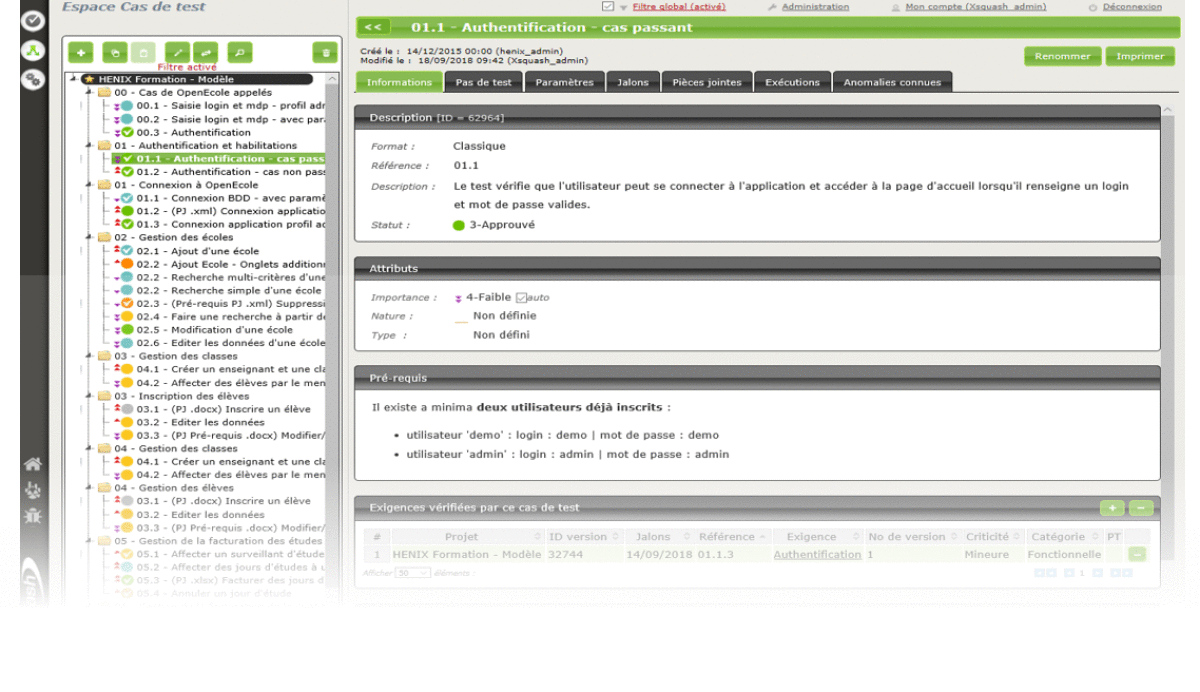 Espace Cas de test
Filtre global (activé)
Administration
Mon compte (Xsquash_admin)
Déconnexion
<< 01.1 - Authentification - cas passant
Créé le : 14/12/2015 00:00 (henix_admin)
Modifié le : 18/09/2018 09:42 (Xsquash_admin)
Renommer
Imprimer
Filtre activé
Informations
Pas de test
Paramètres
Jalons
Pièces jointes
Exécutions
Anomalies connues
HENIX Formation - Modèle
00 - Cas de OpenEcole appelés
00.1 - Saisie login et mdp - profil adr
00.2 - Saisie login et mdp - avec par
00.3 - Authentification
01 - Authentification et habilitations
01.1 - Authentification - cas pass
01.2 - Authentification - cas non pas
01 - Connexion à OpenEcole
01.1 - Connexion BDD - avec paramè
01.2 - (PJ .xml) Connexion applicatio
01.3 - Connexion application profil ac
02 - Gestion des écoles
02.1 - Ajout d'une école
02.2 - Ajout Ecole - Onglets addition
02.2 - Recherche multi-critères d'une
02.2 - Recherche simple d'une école
02.3 - (Pré-requis PJ .xml) Suppressi
02.4 - Faire une recherche à partir de
02.5 - Modification d'une école
02.6 - Editer les données d'une école
03 - Gestion des classes
04.1 - Créer un enseignant et une cla
04.2 - Affecter des élèves par le men
03 - Inscription des élèves
03.1 - (PJ .docx) Inscrire un élève
03.2 - Editer les données
03.3 - (PJ Pré-requis .docx) Modifier/
04 - Gestion des classes
04.1 - Créer un enseignant et une cla
04.2 - Affecter des élèves par le men
04 - Gestion des élèves
03.1 - (PJ .docx) Inscrire un élève
03.2 - Editer les données
03.3 - (PJ Pré-requis .docx) Modifier/
05 - Gestion de la facturation des études
05.1 - Affecter un surveillant d'étude
05.2 - Affecter des jours d'études à u
05.3 - (PJ .xlsx) Facturer des jours d
05.4 - Annuler un jour d'étude
Description [ID = 62964]
Format : Classique
Référence : 01.1
Description : Le test vérifie que l'utilisateur peut se connecter à l'application et accéder à la page d'accueil lorsqu'il renseigne un login
et mot de passe valides.
Statut : 3-Approuvé
Attributs
Importance : 4-Faible auto
Nature : Non définie
Type : Non défini
Pré-requis
Il existe a minima deux utilisateurs déjà inscrits :
• utilisateur 'demo' : login : demo | mot de passe : demo
• utilisateur 'admin' : login : admin | mot de passe : admin
Exigences vérifiées par ce cas de test
# Projet ID version Jalons Référence Exigence No de version Criticité Catégorie PT
1 HENIX Formation - Modèle 32744 14/09/2018 01.1.3 Authentification 1 Mineure Fonctionnelle
Afficher 50 éléments : 1